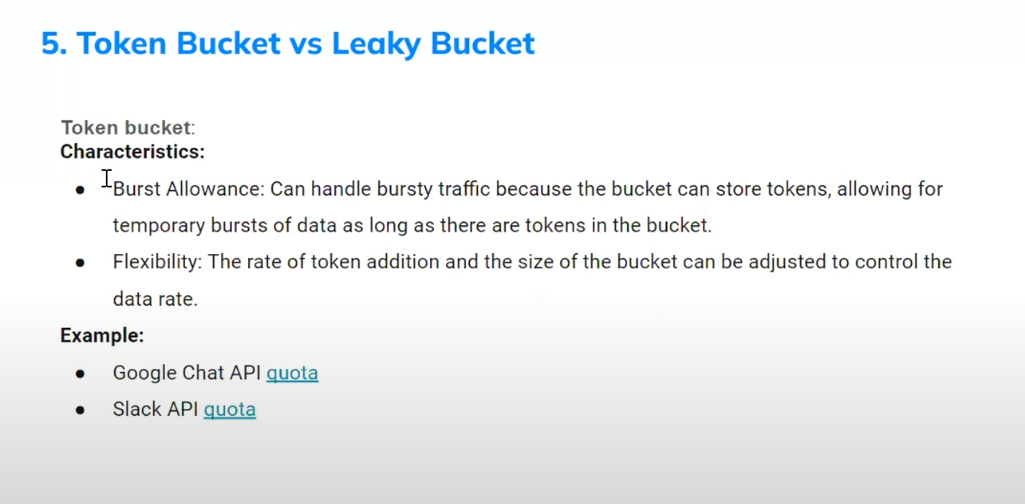 5. Token Bucket vs Leaky Bucket
Token bucket:
Characteristics:
● Burst Allowance: Can handle bursty traffic because the bucket can store tokens, allowing for
temporary bursts of data as long as there are tokens in the bucket.
● Flexibility: The rate of token addition and the size of the bucket can be adjusted to control the
data rate.
Example:
● Google Chat API quota
● Slack API quota